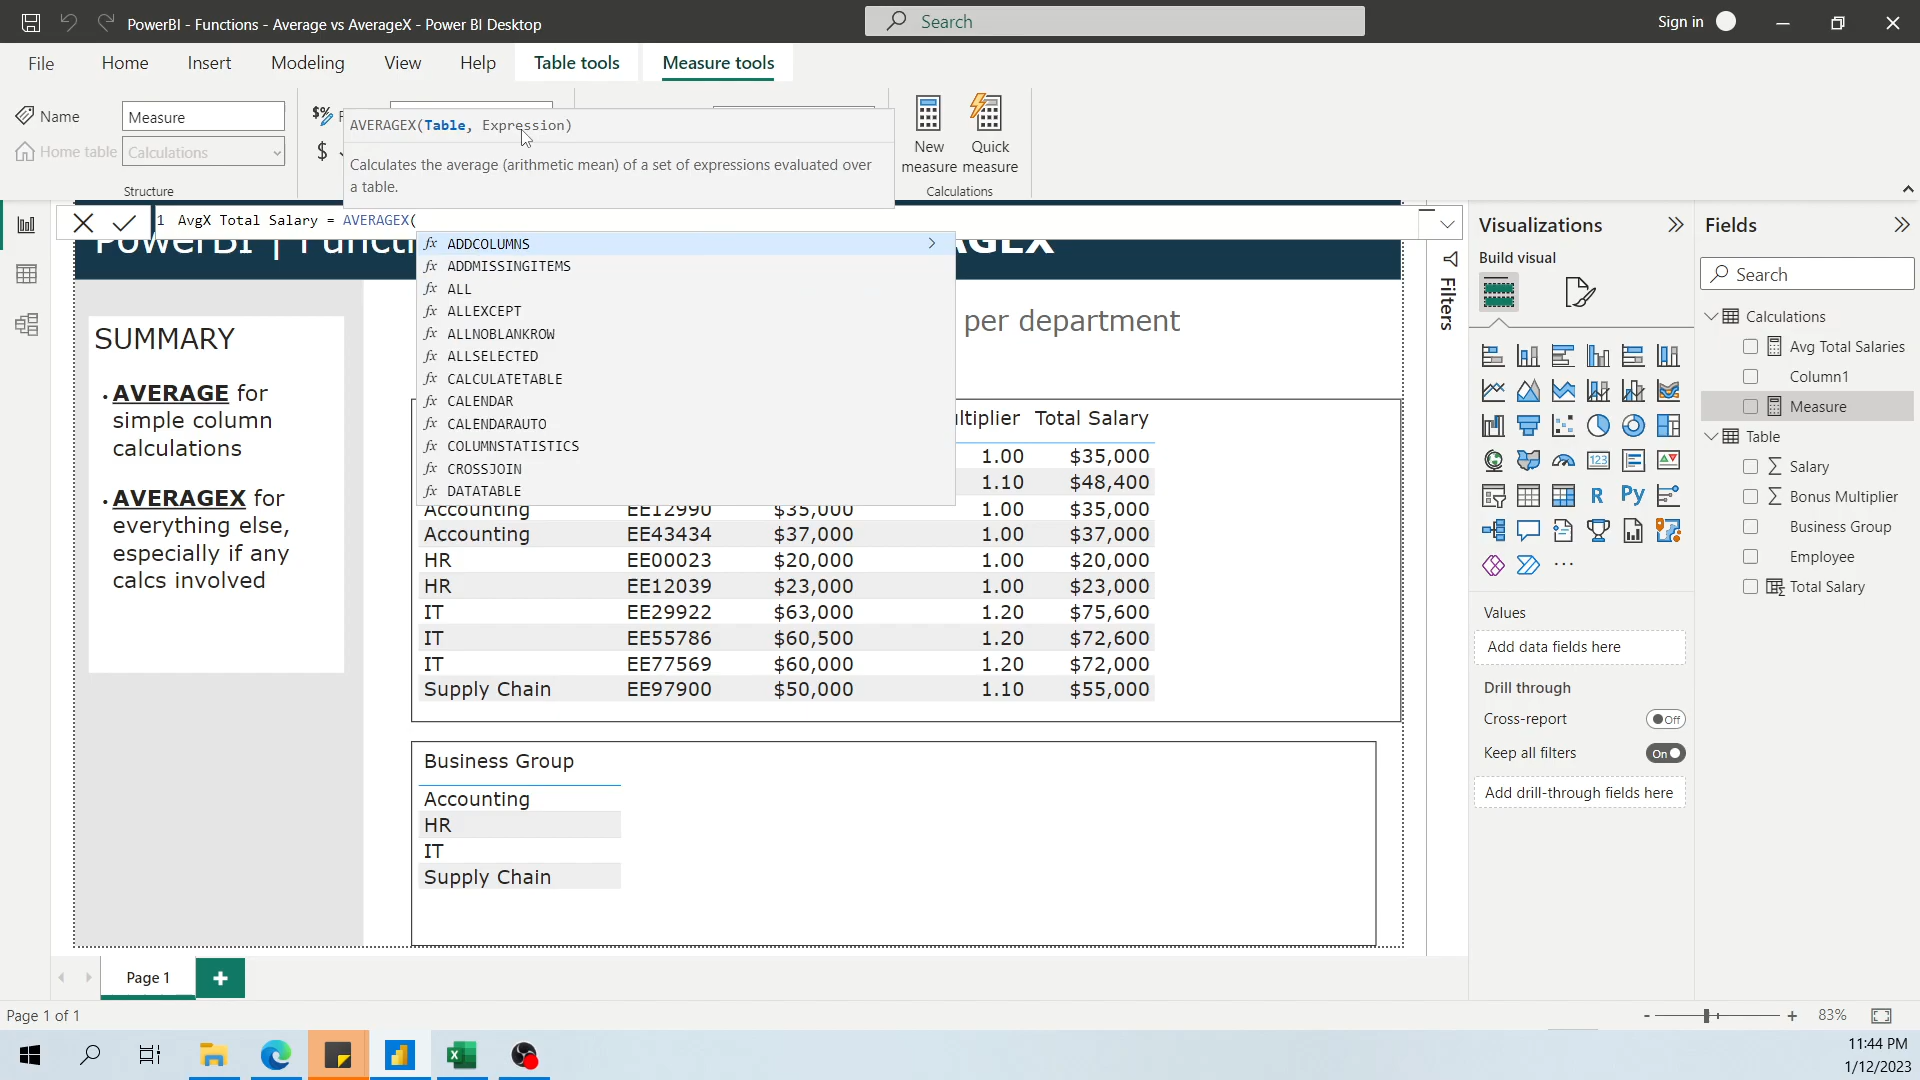 PowerBI - Functions - Average vs AverageX - Power BI Desktop
Search
Sign in
File
Home
Insert
Modeling
View
Help
Table tools
Measure tools
Name
Measure
Home table
Calculations
Structure
$%
$
AVERAGEX(Table, Expression)
Calculates the average (arithmetic mean) of a set of expressions evaluated over
a table.
New
measure
Quick
measure
Calculations
1 AvgX Total Salary = AVERAGEX(
ADDCOLUMNS
ADDMISSINGITEMS
ALL
ALLEXCEPT
ALLNOBLANKROW
ALLSELECTED
CALCULATETABLE
CALENDAR
CALENDARAUTO
COLUMNSTATISTICS
CROSSJOIN
DATATABLE
SUMMARY
• AVERAGE for
simple column
calculations
• AVERAGEX for
everything else,
especially if any
calcs involved
per department
Total Salary
1.00 $35,000
1.10 $48,400
Accounting EE12990 $35,000 1.00 $35,000
Accounting EE43434 $37,000 1.00 $37,000
HR EE00023 $20,000 1.00 $20,000
HR EE12039 $23,000 1.00 $23,000
IT EE29922 $63,000 1.20 $75,600
IT EE55786 $60,500 1.20 $72,600
IT EE77569 $60,000 1.20 $72,000
Supply Chain EE97900 $50,000 1.10 $55,000
Business Group
Accounting
HR
IT
Supply Chain
Filters
Visualizations
Build visual
R
Py
123
Values
Add data fields here
Drill through
Cross-report
Off
Keep all filters
On
Add drill-through fields here
Fields
Search
Calculations
Avg Total Salaries
Column1
Measure
Table
Salary
Bonus Multiplier
Business Group
Employee
Total Salary
Page 1
Page 1 of 1
- + 83%
11:44 PM
1/12/2023